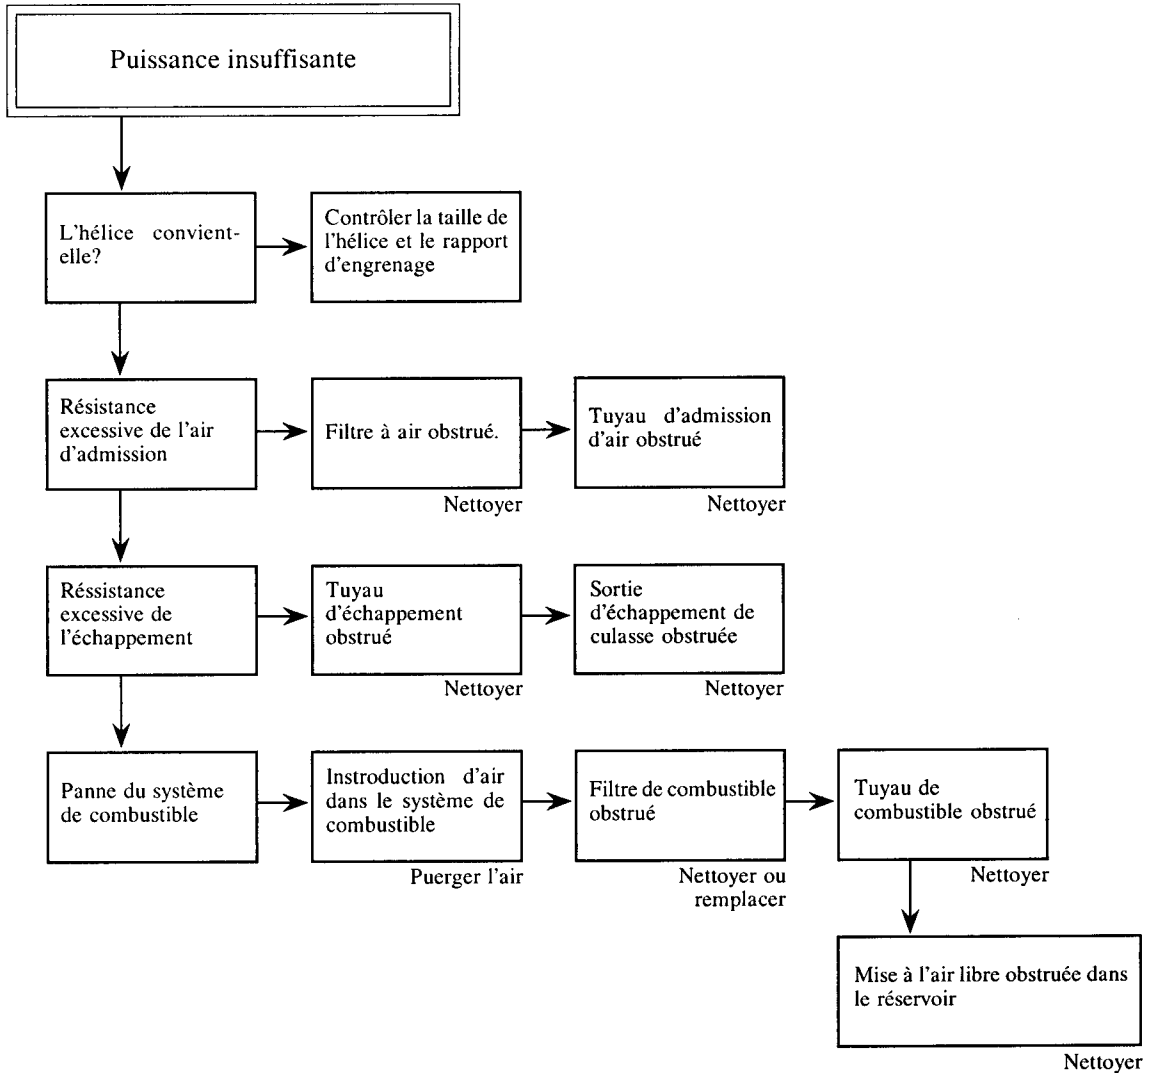 Puissance insuffisante
L'hélice convient-
elle?
Contrôler la taille de
l'hélice et le rapport
d'engrenage
Résistance
excessive de l'air
d'admission
Filtre à air obstrué.
Nettoyer
Tuyau d'admission
d'air obstrué
Nettoyer
Réssistance
excessive de
l'échappement
Tuyau
d'échappement
obstrué
Nettoyer
Sortie
d'échappement de
culasse obstruée
Nettoyer
Panne du système
de combustible
Instroduction d'air
dans le système de
combustible
Puerger l'air
Filtre de combustible
obstrué
Nettoyer ou
remplacer
Tuyau de
combustible obstrué
Nettoyer
Mise à l'air libre obstruée dans
le réservoir
Nettoyer